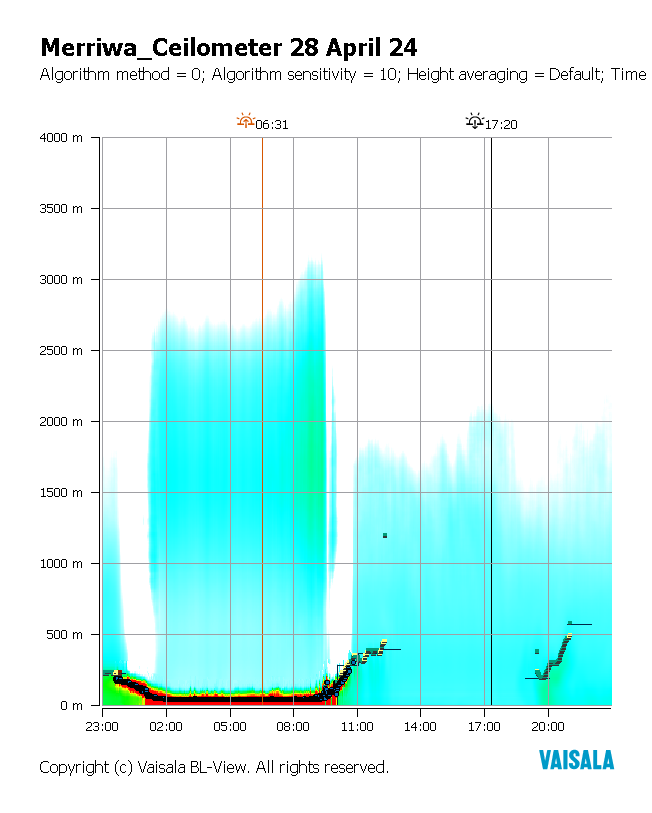 Merriwa_Ceilometer 28 April 24
Algorithm method = 0; Algorithm sensitivity = 10; Height averaging = Default; Time
06:31 17:20
4000 m
3500 m
3000 m
2500 m
2000 m
1500 m
1000 m
500 m
0 m
23:00 02:00 05:00 08:00 11:00 14:00 17:00 20:00
VAISALA
Copyright (c) Vaisala BL-View. All rights reserved.